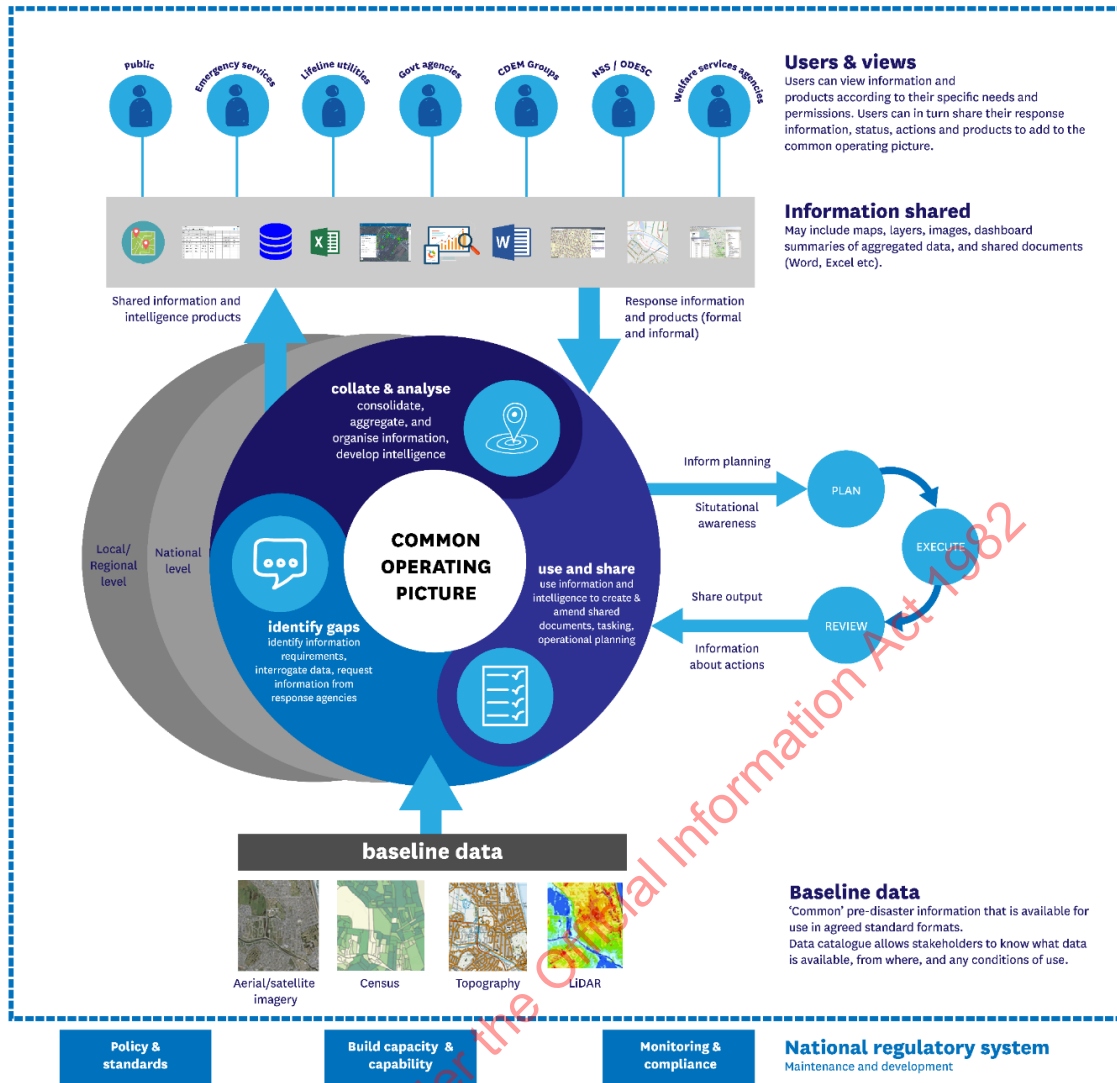 Public
Emergency services
Lifeline utilities
Govt agencies
CDEM Groups
NSS / ODESC
Welfare services agencies
Users & views
Users can view information and
products according to their specific needs and
permissions. Users can in turn share their response
information, status, actions and products to add to the
common operating picture.
Information shared
May include maps, layers, images, dashboard
summaries of aggregated data, and shared documents
(Word, Excel etc).
X
W
Shared information and
intelligence products
Response information
and products (formal
and informal)
collate & analyse
consolidate,
aggregate, and
organise information,
develop intelligence
COMMON
OPERATING
PICTURE
Local/
Regional
level
National
level
identify gaps
identify information
requirements,
interrogate data, request
information from
response agencies
use and share
use information and
intelligence to create &
amend shared
documents, tasking,
operational planning
Inform planning
Situtational
awareness
PLAN
EXECUTE
REVIEW
Share output
Information
about actions
baseline data
Aerial/satellite
imagery
Census
Topography
LiDAR
Baseline data
‘Common’ pre-disaster information that is available for
use in agreed standard formats.
Data catalogue allows stakeholders to know what data
is available, from where, and any conditions of use.
Policy &
standards
Build capacity &
capability
Monitoring &
compliance
National regulatory system
Maintenance and development
the Official Information Act 1982